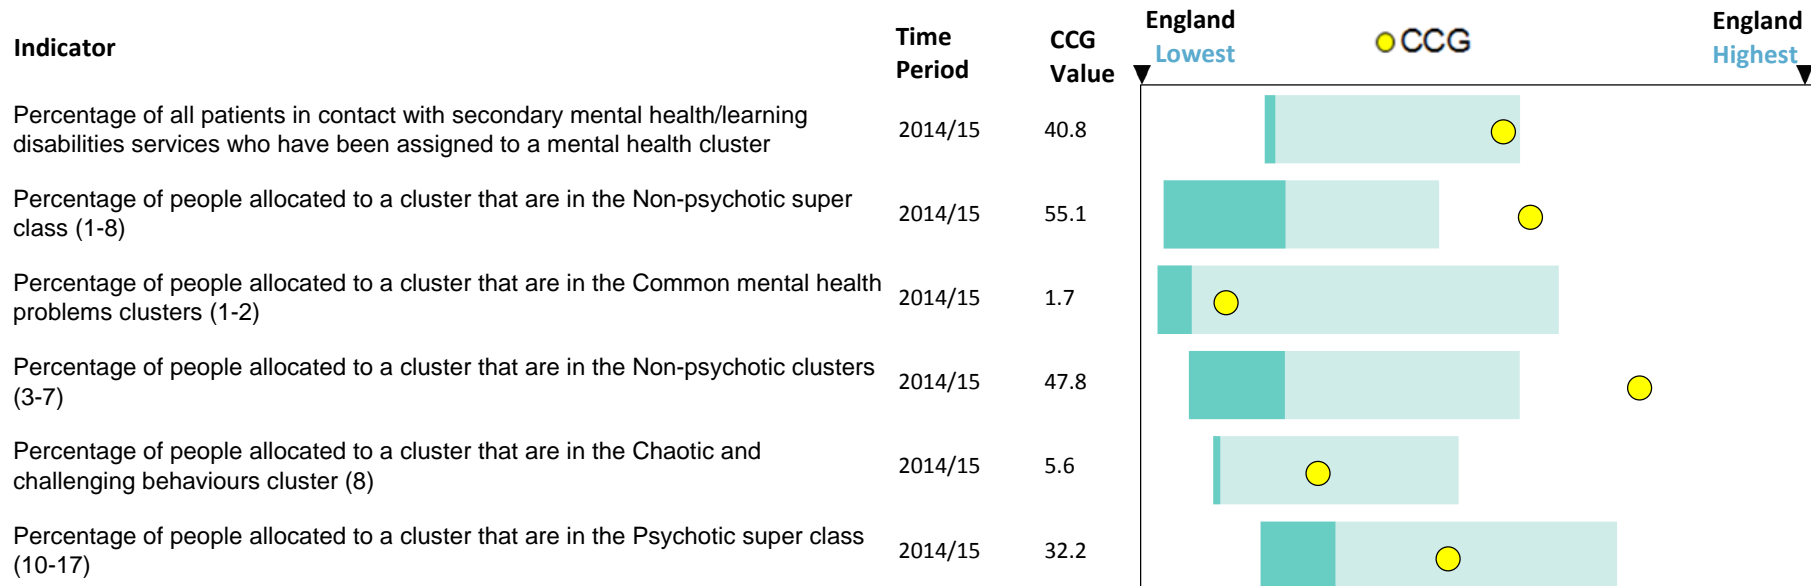 Indicator
Time
Period
CCG
Value
England
Lowest
CCG
England
Highest
Percentage of all patients in contact with secondary mental health/learning
disabilities services who have been assigned to a mental health cluster
2014/15
40.8
Percentage of people allocated to a cluster that are in the Non-psychotic super
class (1-8)
2014/15
55.1
Percentage of people allocated to a cluster that are in the Common mental health
problems clusters (1-2)
2014/15
1.7
Percentage of people allocated to a cluster that are in the Non-psychotic clusters
(3-7)
2014/15
47.8
Percentage of people allocated to a cluster that are in the Chaotic and
challenging behaviours cluster (8)
2014/15
5.6
Percentage of people allocated to a cluster that are in the Psychotic super class
(10-17)
2014/15
32.2